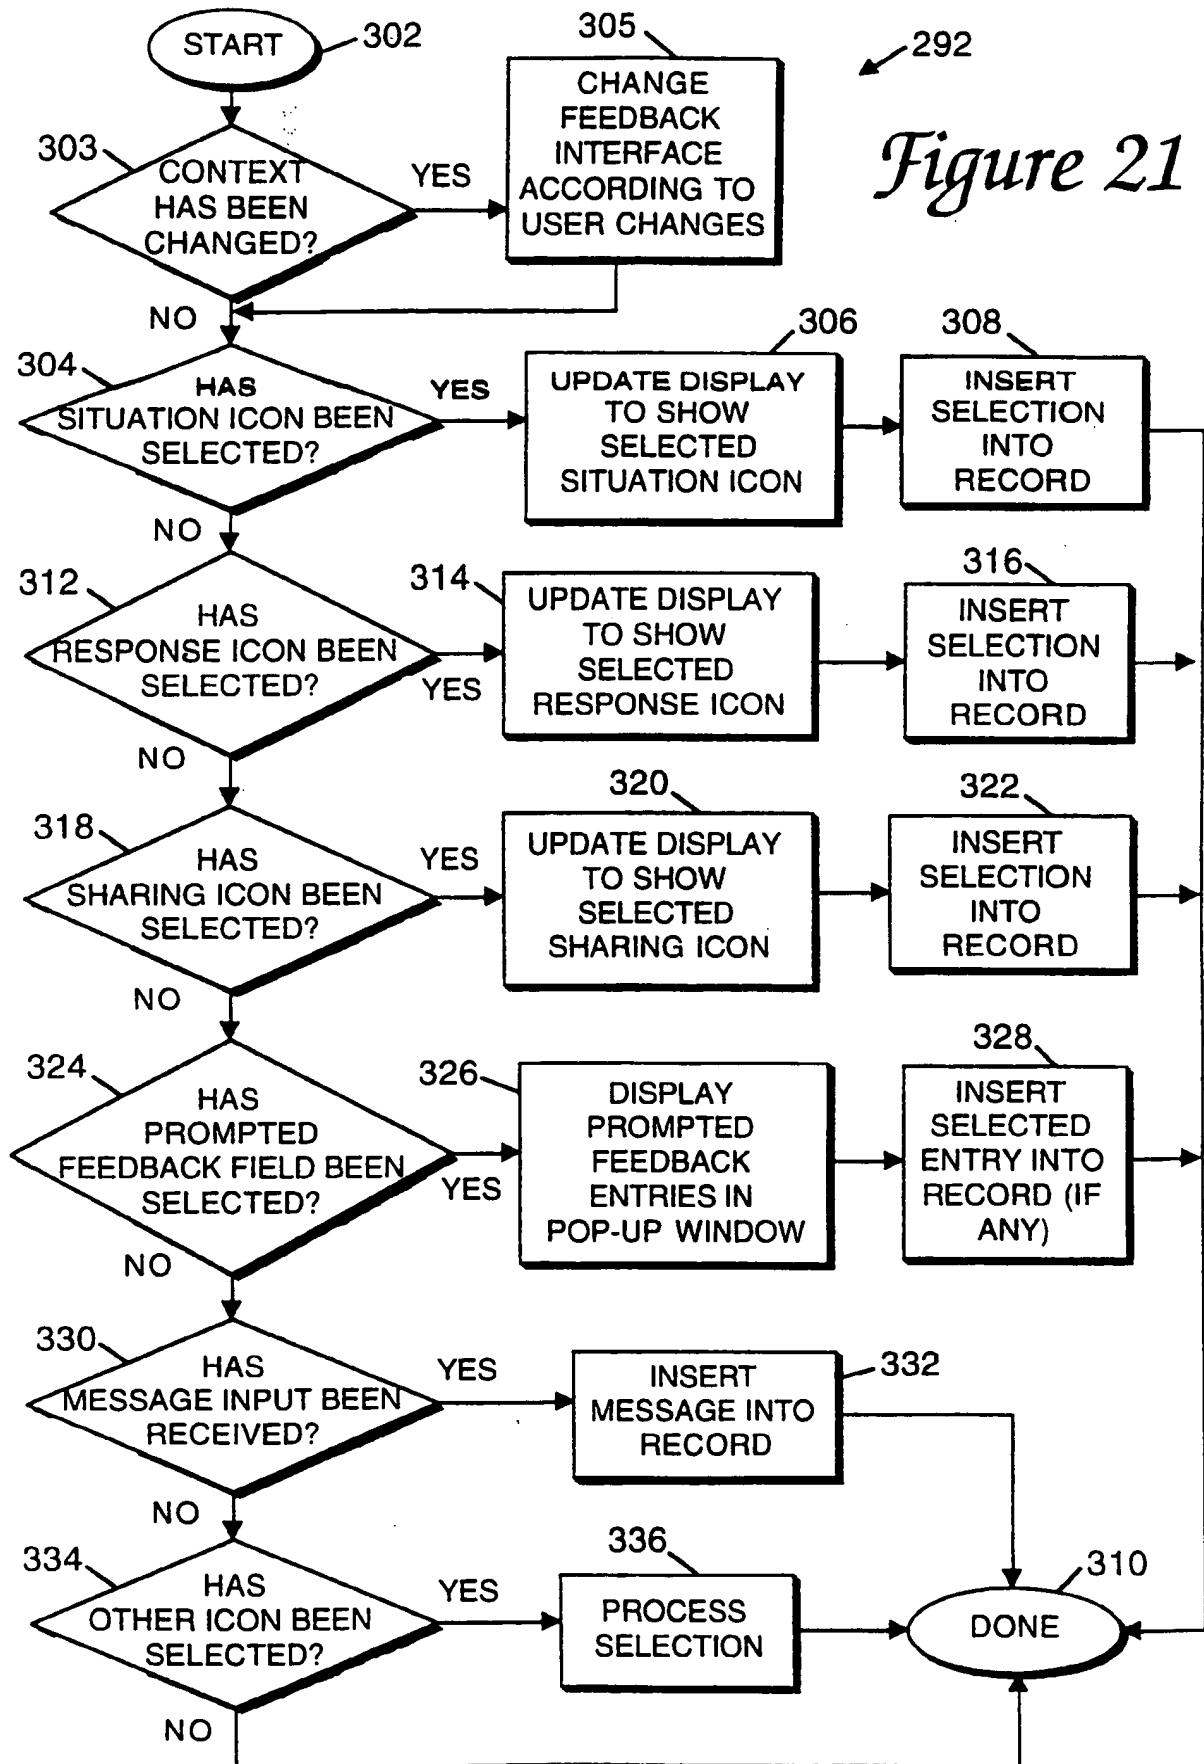 START
302
305
292
Figure 21
303
CONTEXT
HAS BEEN
CHANGED?
YES
CHANGE
FEEDBACK
INTERFACE
ACCORDING TO
USER CHANGES
NO
304
HAS
SITUATION ICON BEEN
SELECTED?
YES
306
UPDATE DISPLAY
TO SHOW
SELECTED
SITUATION ICON
308
INSERT
SELECTION
INTO
RECORD
NO
312
HAS
RESPONSE ICON BEEN
SELECTED?
YES
314
UPDATE DISPLAY
TO SHOW
SELECTED
RESPONSE ICON
316
INSERT
SELECTION
INTO
RECORD
NO
318
HAS
SHARING ICON BEEN
SELECTED?
YES
320
UPDATE DISPLAY
TO SHOW
SELECTED
SHARING ICON
322
INSERT
SELECTION
INTO
RECORD
NO
324
HAS
PROMPTED
FEEDBACK FIELD BEEN
SELECTED?
YES
326
DISPLAY
PROMPTED
FEEDBACK
ENTRIES IN
POP-UP WINDOW
328
INSERT
SELECTED
ENTRY INTO
RECORD (IF
ANY)
NO
330
HAS
MESSAGE INPUT BEEN
RECEIVED?
YES
INSERT
MESSAGE INTO
RECORD
332
NO
334
HAS
OTHER ICON BEEN
SELECTED?
YES
336
PROCESS
SELECTION
310
DONE
NO